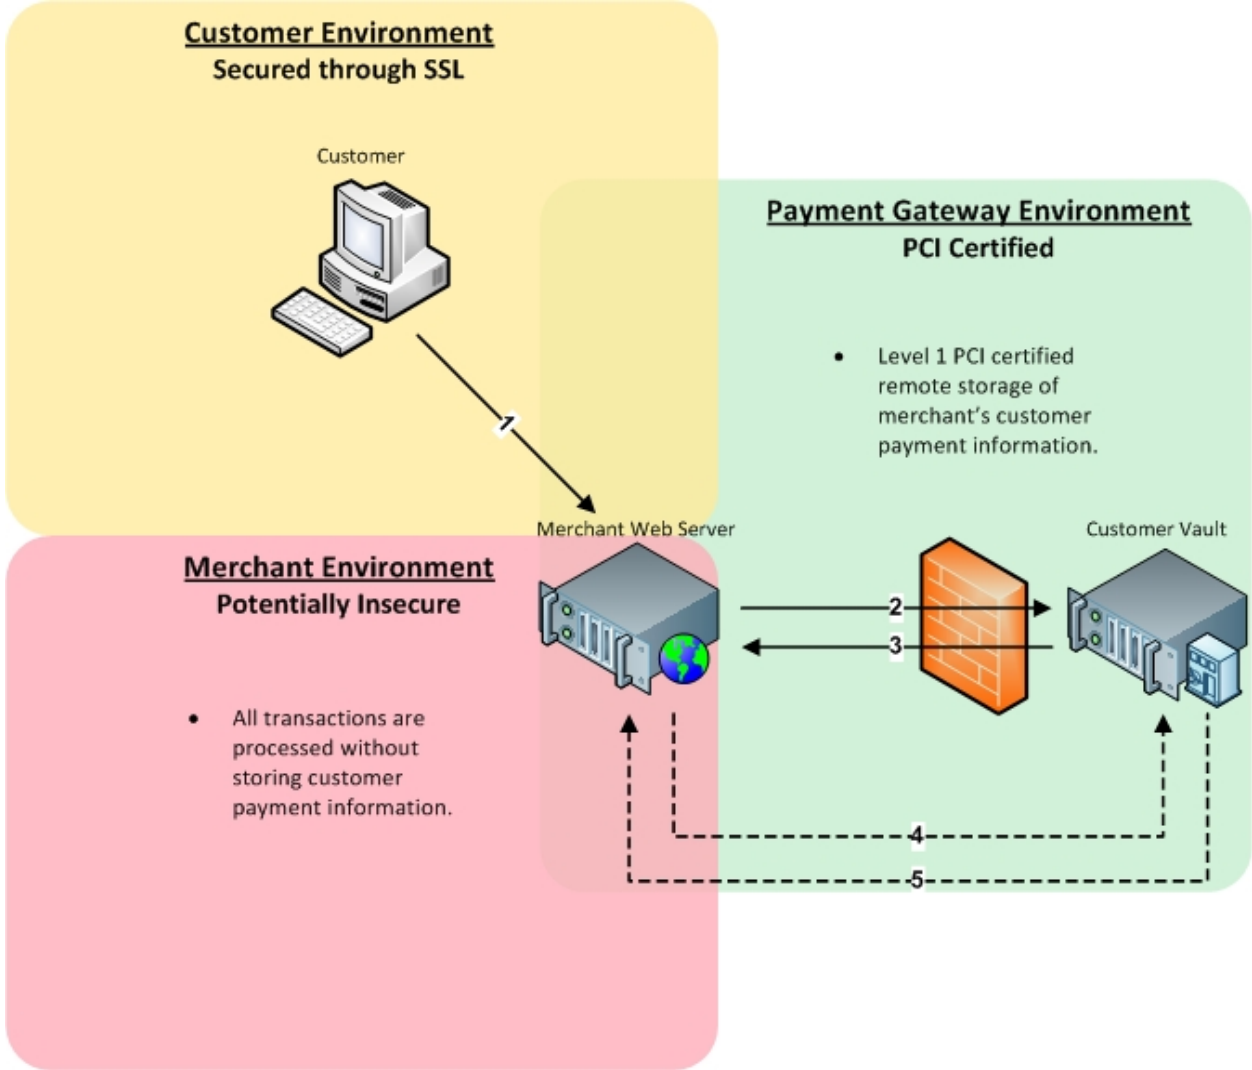 Customer Environment
Secured through SSL
Customer
Payment Gateway Environment
PCI Certified
• Level 1 PCI certified
remote storage of
merchant's customer
payment information.
1
Merchant Web Server
Customer Vault
Merchant Environment
Potentially Insecure
2
3
• All transactions are
processed without
storing customer
payment information.
4
5